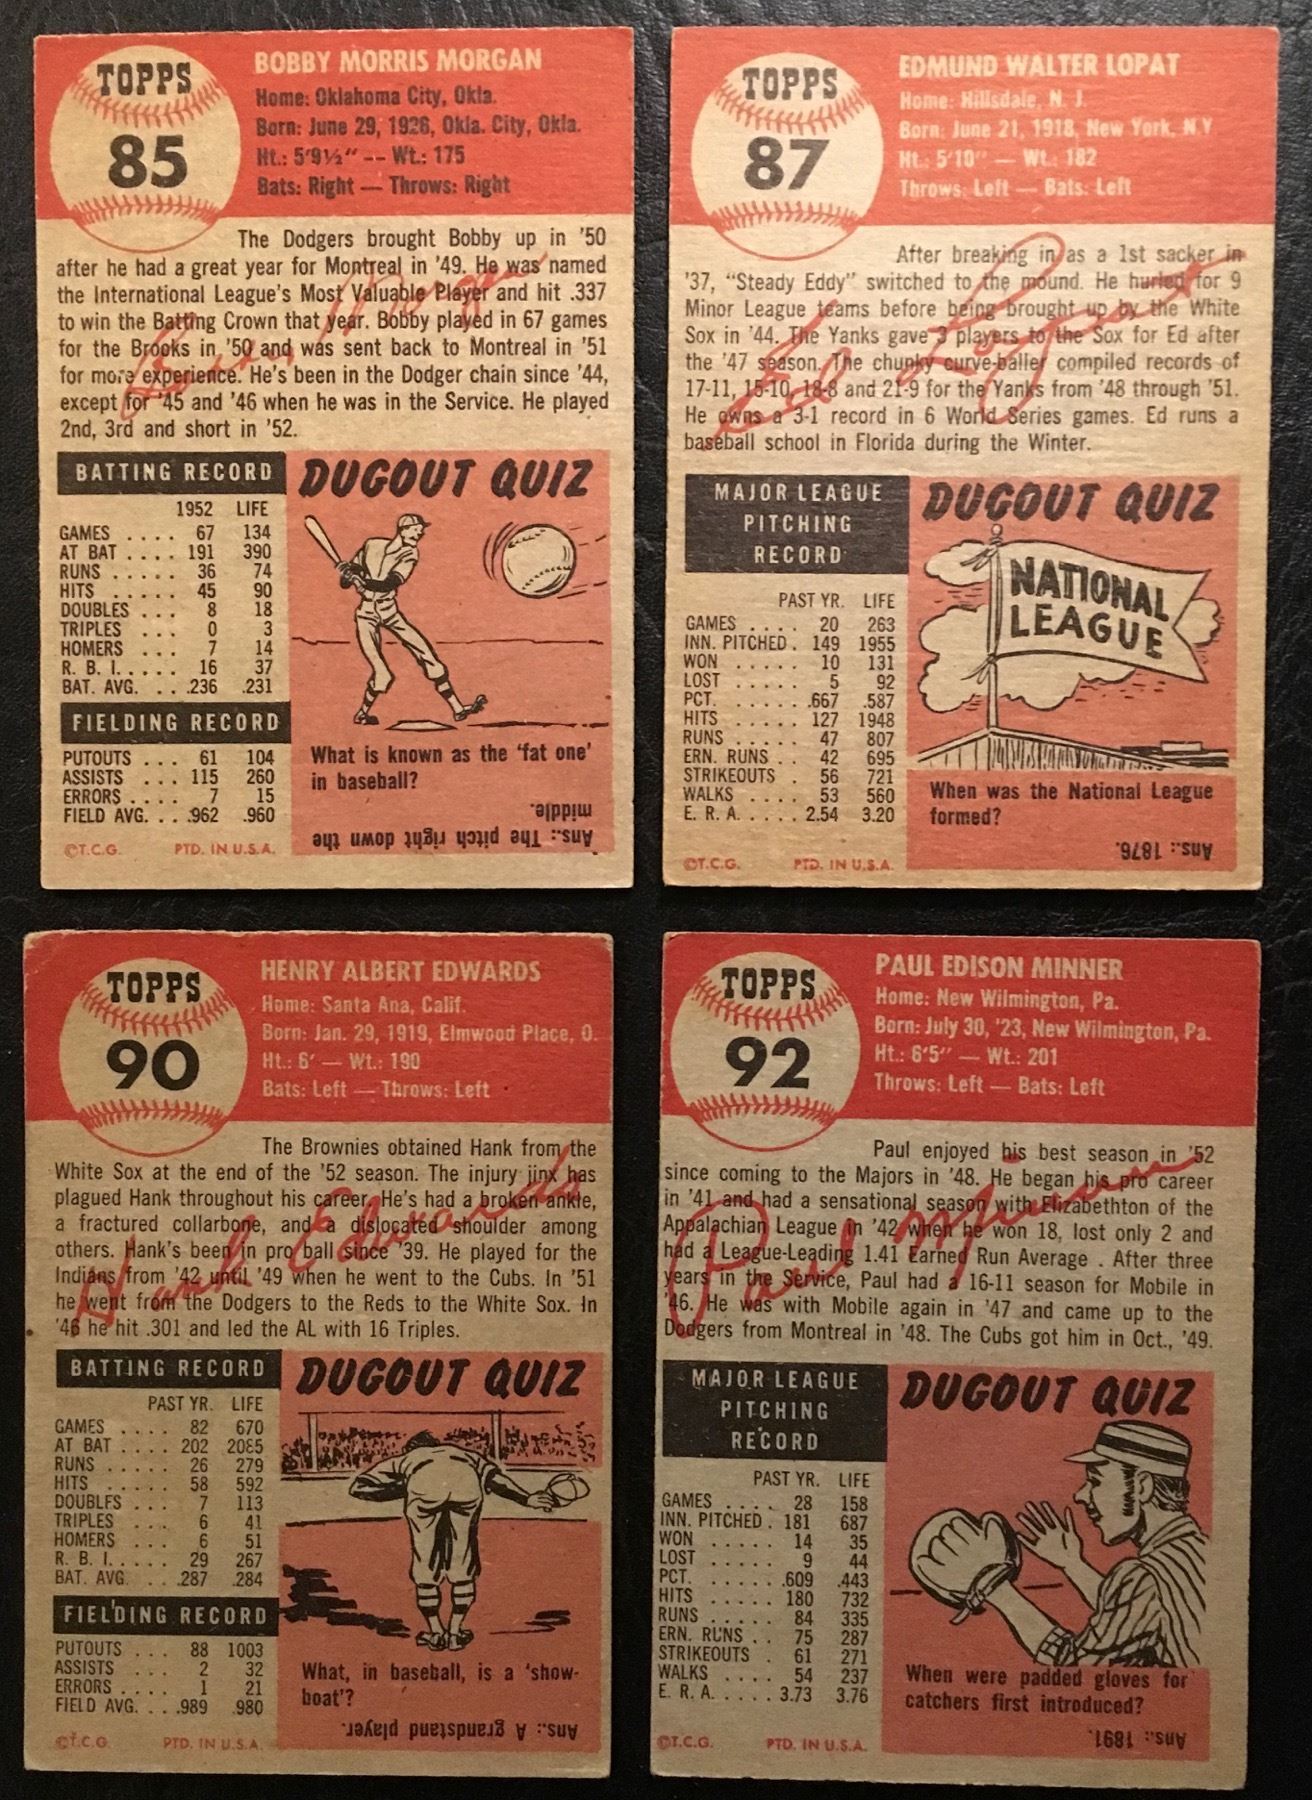 TOPPS
85
BOBBY MORRIS MORGAN
Home: Oklahoma City, Okla.
Born: June 29, 1926, Okla. City, Okla.
Ht.: 5'9½" -- Wt.: 175
Bats: Right — Throws: Right
The Dodgers brought Bobby up in '50
after he had a great year for Montreal in '49. He was named
the International League's Most Valuable Player and hit .337
to win the Batting Crown that year. Bobby played in 67 games
for the Brooks in '50 and was sent back to Montreal in '51
for more experience. He's been in the Dodger chain since '44,
except for '45 and '46 when he was in the Service. He played
2nd, 3rd and short in '52.
Bobby Morgan
BATTING RECORD
1952 LIFE
GAMES .... 67 134
AT BAT .... 191 390
RUNS ..... 36 74
HITS ..... 45 90
DOUBLES ... 8 18
TRIPLES ... 0 3
HOMERS ... 7 14
R. B. I. .... 16 37
BAT. AVG. ... .236 .231
FIELDING RECORD
PUTOUTS ... 61 104
ASSISTS ... 115 260
ERRORS .... 7 15
FIELD AVG. ... .962 .960
©T.C.G. PTD. IN U.S.A.
DUGOUT QUIZ
What is known as the 'fat one'
in baseball?
Ans.: The pitch right down the
middle.
TOPPS
87
EDMUND WALTER LOPAT
Home: Hillsdale, N. J.
Born: June 21, 1918, New York, N.Y
Ht.: 5'10" — Wt.: 182
Throws: Left — Bats: Left
After breaking in as a 1st sacker in
'37, "Steady Eddy" switched to the mound. He hurled for 9
Minor League teams before being brought up by the White
Sox in '44. The Yanks gave 3 players to the Sox for Ed after
the '47 season. The chunky curve-baller compiled records of
17-11, 15-10, 18-8 and 21-9 for the Yanks from '48 through '51.
He owns a 3-1 record in 6 World Series games. Ed runs a
baseball school in Florida during the Winter.
Ed Lopat
MAJOR LEAGUE
PITCHING
RECORD
PAST YR. LIFE
GAMES .... 20 263
INN. PITCHED. 149 1955
WON ..... 10 131
LOST ..... 5 92
PCT. ..... .667 .587
HITS ..... 127 1948
RUNS ..... 47 807
ERN. RUNS .. 42 695
STRIKEOUTS . 56 721
WALKS .... 53 560
E. R. A. .... 2.54 3.20
©T.C.G. PTD. IN U.S.A.
DUGOUT QUIZ
NATIONAL
LEAGUE
When was the National League
formed?
Ans.: 1876.
TOPPS
90
HENRY ALBERT EDWARDS
Home: Santa Ana, Calif.
Born: Jan. 29, 1919, Elmwood Place, O.
Ht.: 6' — Wt.: 190
Bats: Left — Throws: Left
The Brownies obtained Hank from the
White Sox at the end of the '52 season. The injury jinx has
plagued Hank throughout his career. He's had a broken ankle,
a fractured collarbone, and a dislocated shoulder among
others. Hank's been in pro ball since '39. He played for the
Indians from '42 until '49 when he went to the Cubs. In '51
he went from the Dodgers to the Reds to the White Sox. In
'46 he hit .301 and led the AL with 16 Triples.
Hank Edwards
BATTING RECORD
PAST YR. LIFE
GAMES .... 82 670
AT BAT .... 202 2085
RUNS ..... 26 279
HITS ..... 58 592
DOUBLES ... 7 113
TRIPLES ... 6 41
HOMERS ... 6 51
R. B. I. .... 29 267
BAT. AVG. ... .287 .284
FIELDING RECORD
PUTOUTS ... 88 1003
ASSISTS ... 2 32
ERRORS .... 1 21
FIELD AVG. ... .989 .980
©T.C.G. PTD. IN U.S.A.
DUGOUT QUIZ
What, in baseball, is a 'show-
boat'?
Ans.: A grandstand player.
TOPPS
92
PAUL EDISON MINNER
Home: New Wilmington, Pa.
Born: July 30, '23, New Wilmington, Pa.
Ht.: 6'5" — Wt.: 201
Throws: Left — Bats: Left
Paul enjoyed his best season in '52
since coming to the Majors in '48. He began his pro career
in '41 and had a sensational season with Elizabethton of the
Appalachian League in '42 when he won 18, lost only 2 and
had a League-Leading 1.41 Earned Run Average . After three
years in the Service, Paul had a 16-11 season for Mobile in
'46. He was with Mobile again in '47 and came up to the
Dodgers from Montreal in '48. The Cubs got him in Oct., '49.
Paul Minner
MAJOR LEAGUE
PITCHING
RECORD
PAST YR. LIFE
GAMES .... 28 158
INN. PITCHED. 181 687
WON ..... 14 35
LOST ..... 9 44
PCT. ..... .609 .443
HITS ..... 180 732
RUNS ..... 84 335
ERN. RUNS .. 75 287
STRIKEOUTS . 61 271
WALKS .... 54 237
E. R. A. .... 3.73 3.76
©T.C.G. PTD. IN U.S.A.
DUGOUT QUIZ
When were padded gloves for
catchers first introduced?
Ans.: 1891.